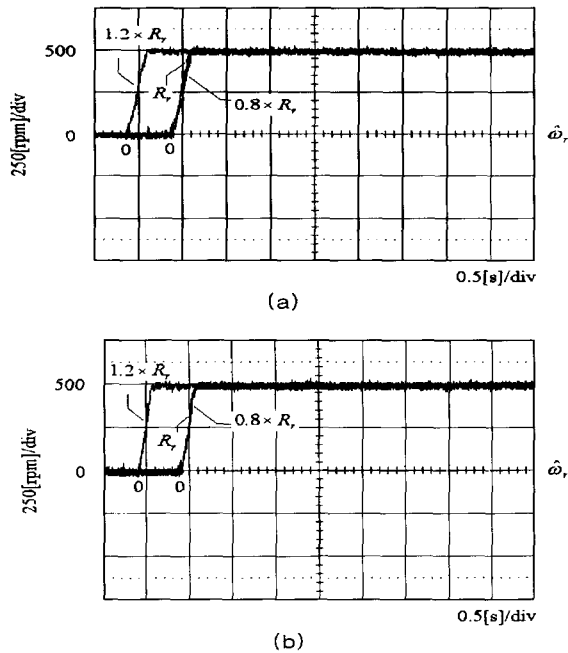 1.2 × R_r
500
R_r
0.8 × R_r
250[rpm]/div
0
0 0
ω̂_r
0.5[s]/div
(a)
1.2 × R_r
500
R_r
0.8 × R_r
250[rpm]/div
0
0 0
ω̂_r
0.5[s]/div
(b)